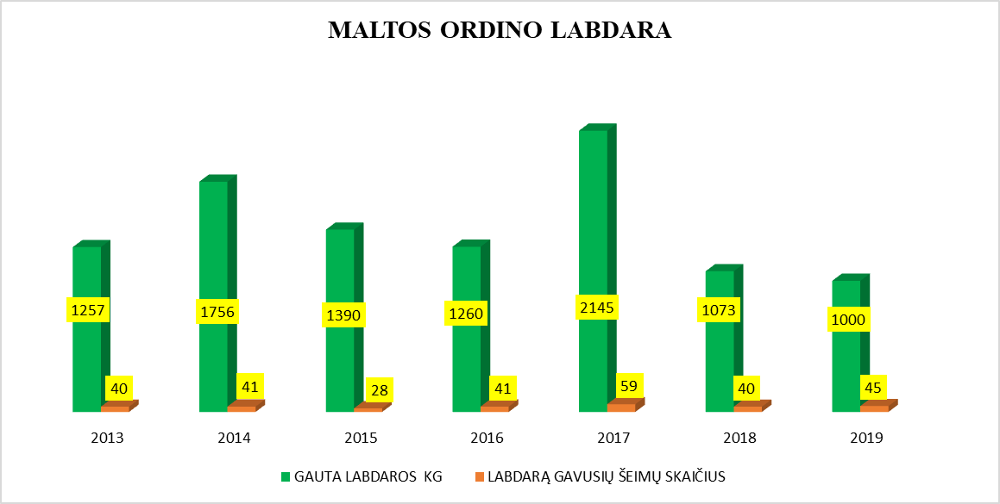 MALTOS ORDINO LABDARA
1257 1756 1390 1260 2145 1073 1000
40 41 28 41 59 40 45
2013 2014 2015 2016 2017 2018 2019
GAUTA LABDAROS KG LABDARĄ GAVUSIŲ ŠEIMŲ SKAIČIUS